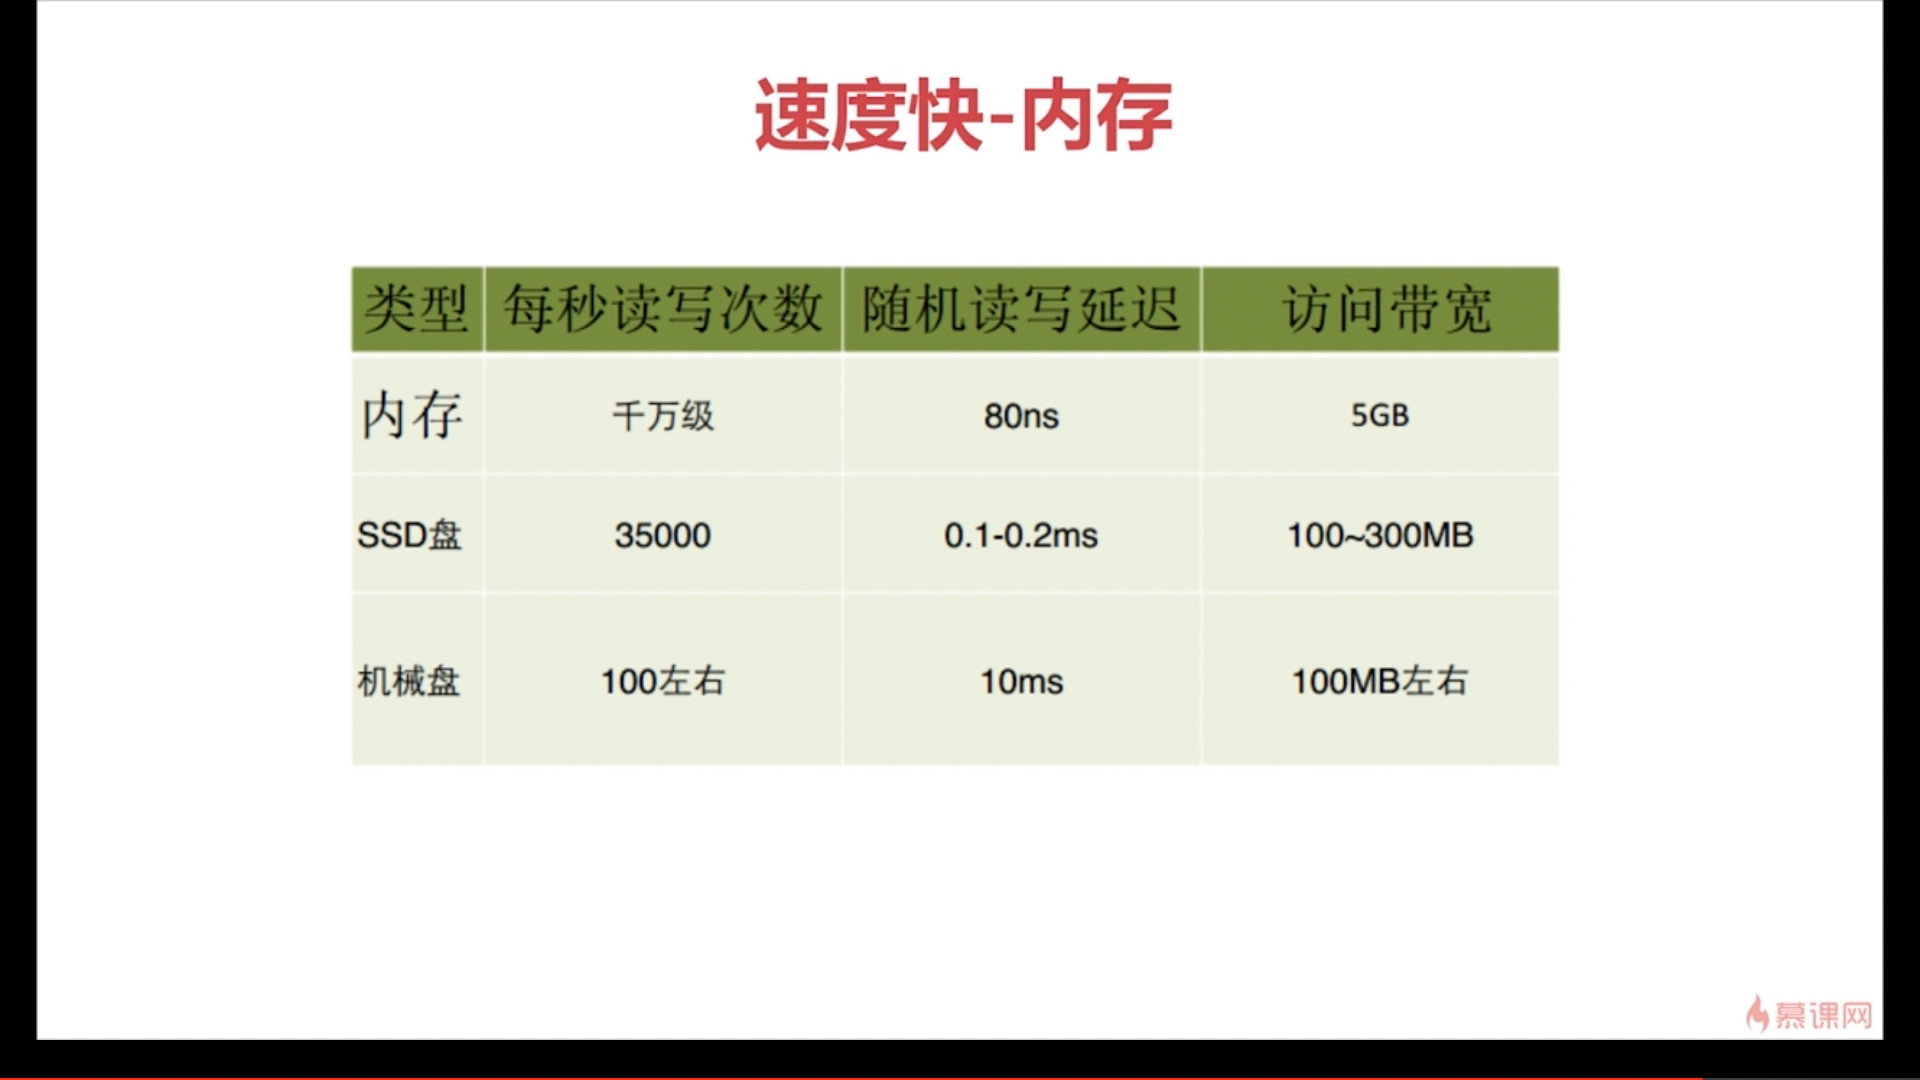 速度快-内存
类型 每秒读写次数 随机读写延迟 访问带宽
内存 千万级 80ns 5GB
SSD盘 35000 0.1-0.2ms 100~300MB
机械盘 100左右 10ms 100MB左右
慕课网